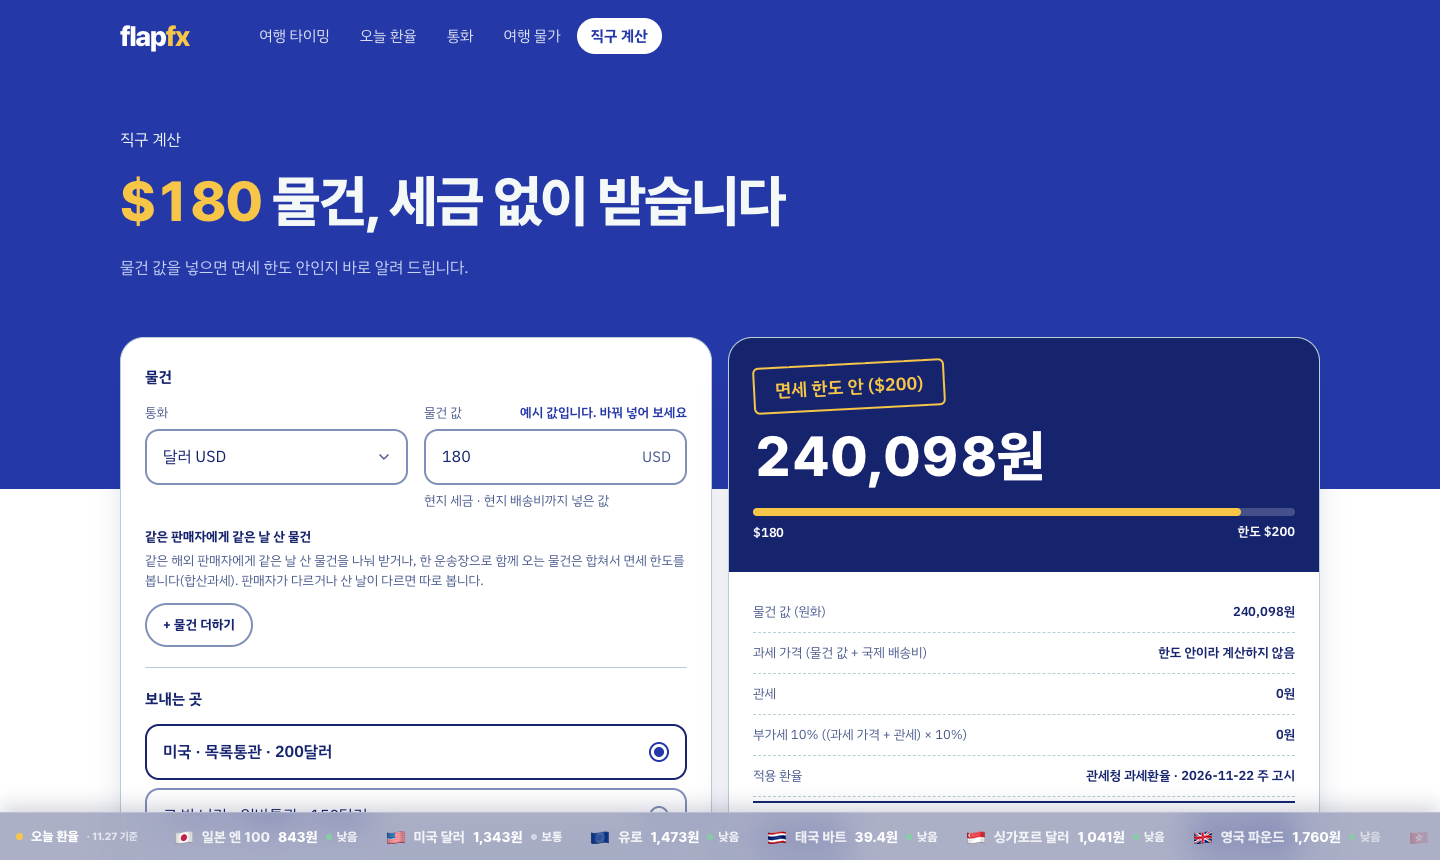 flapfx
여행 타이밍 오늘 환율 통화 여행 물가 직구 계산
직구 계산
$180 물건, 세금 없이 받습니다
물건 값을 넣으면 면세 한도 안인지 바로 알려 드립니다.
물건
통화
달러 USD
물건 값 예시 값입니다. 바꿔 넣어 보세요
180 USD
현지 세금 · 현지 배송비까지 넣은 값
같은 판매자에게 같은 날 산 물건
같은 해외 판매자에게 같은 날 산 물건을 나눠 받거나, 한 운송장으로 함께 오는 물건은 합쳐서 면세 한도를
봅니다(합산과세). 판매자가 다르거나 산 날이 다르면 따로 봅니다.
+ 물건 더하기
보내는 곳
미국 · 목록통관 · 200달러
면세 한도 안 ($200)
240,098원
$180 한도 $200
물건 값 (원화) 240,098원
과세 가격 (물건 값 + 국제 배송비) 한도 안이라 계산하지 않음
관세 0원
부가세 10% ((과세 가격 + 관세) × 10%) 0원
적용 환율 관세청 과세환율 · 2026-11-22 주 고시
오늘 환율 · 11.27 기준 일본 엔 100 843원 낮음 미국 달러 1,343원 보통 유로 1,473원 낮음 태국 바트 39.4원 낮음 싱가포르 달러 1,041원 낮음 영국 파운드 1,760원 낮음